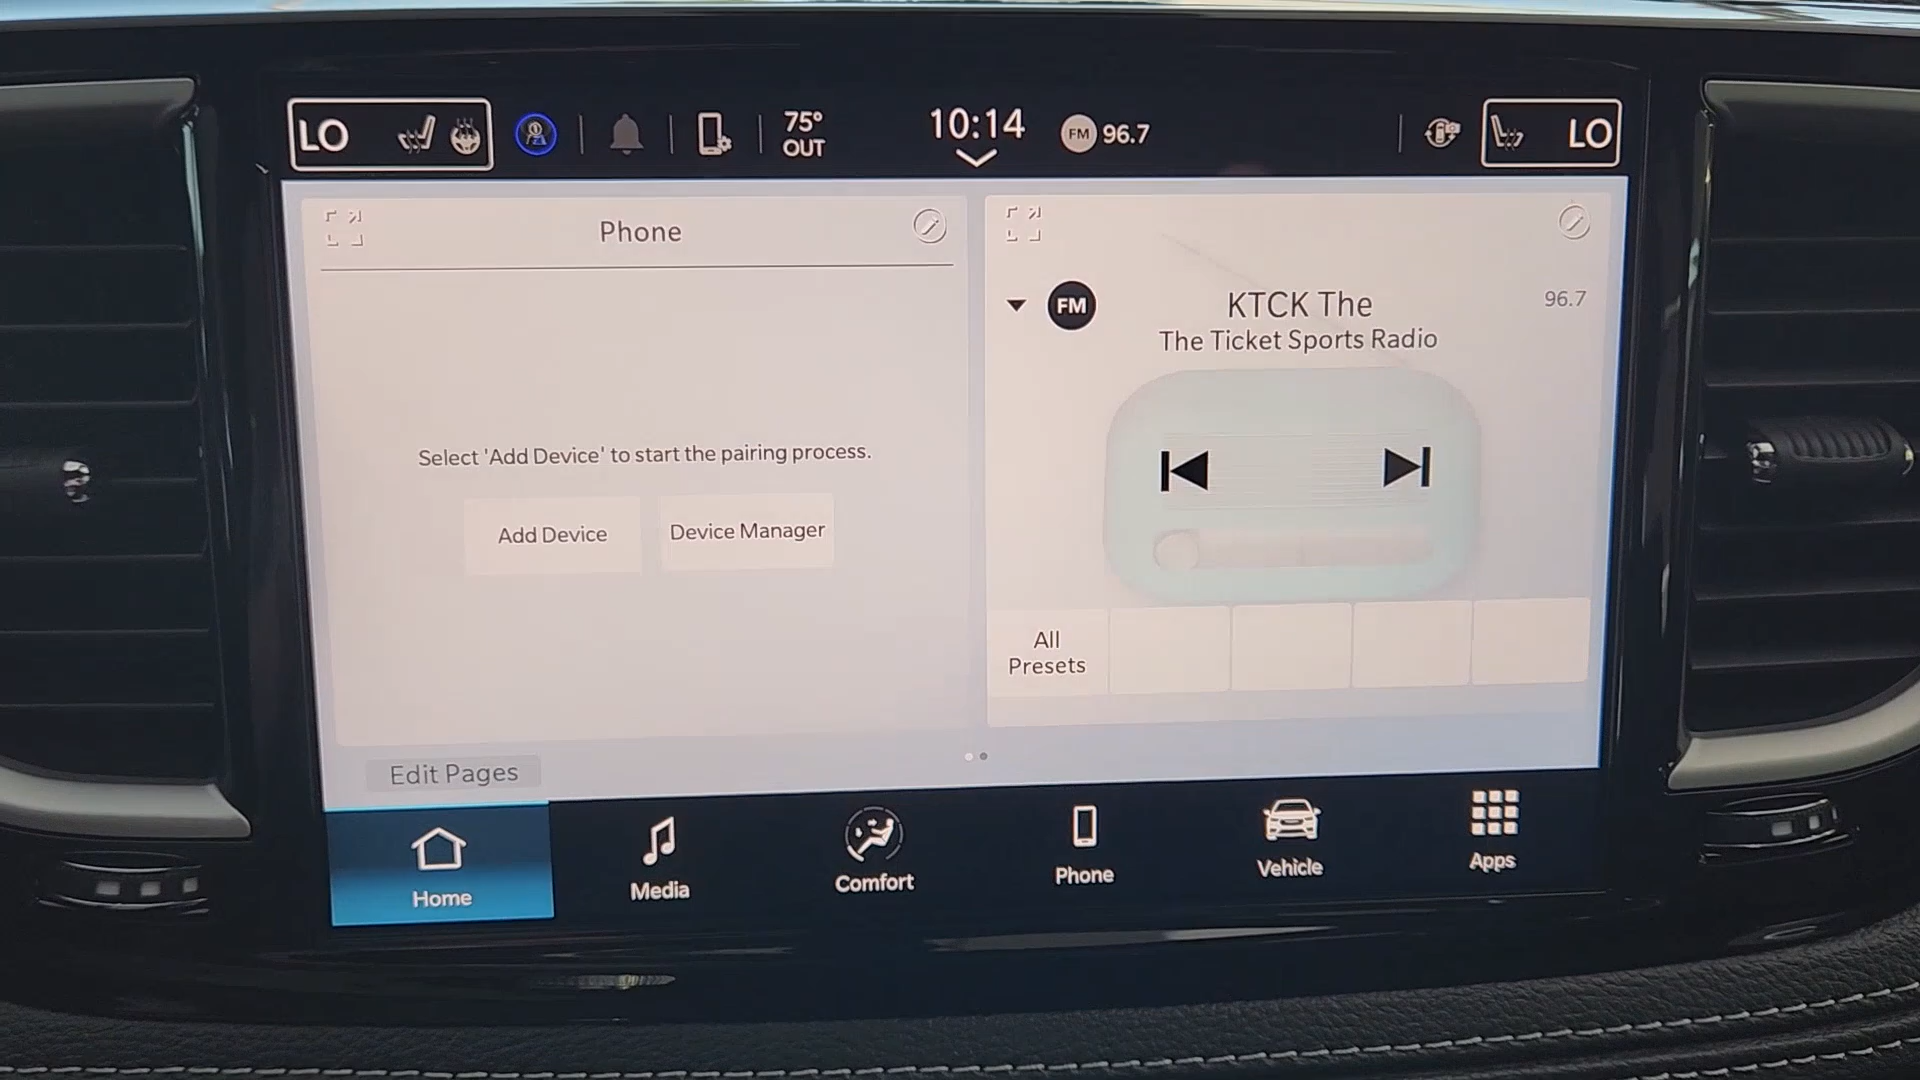 LO
75°
OUT
10:14
FM 96.7
LO
Phone
Select 'Add Device' to start the pairing process.
Add Device
Device Manager
FM
KTCK The
96.7
The Ticket Sports Radio
All
Presets
Edit Pages
Home
Media
Comfort
Phone
Vehicle
Apps